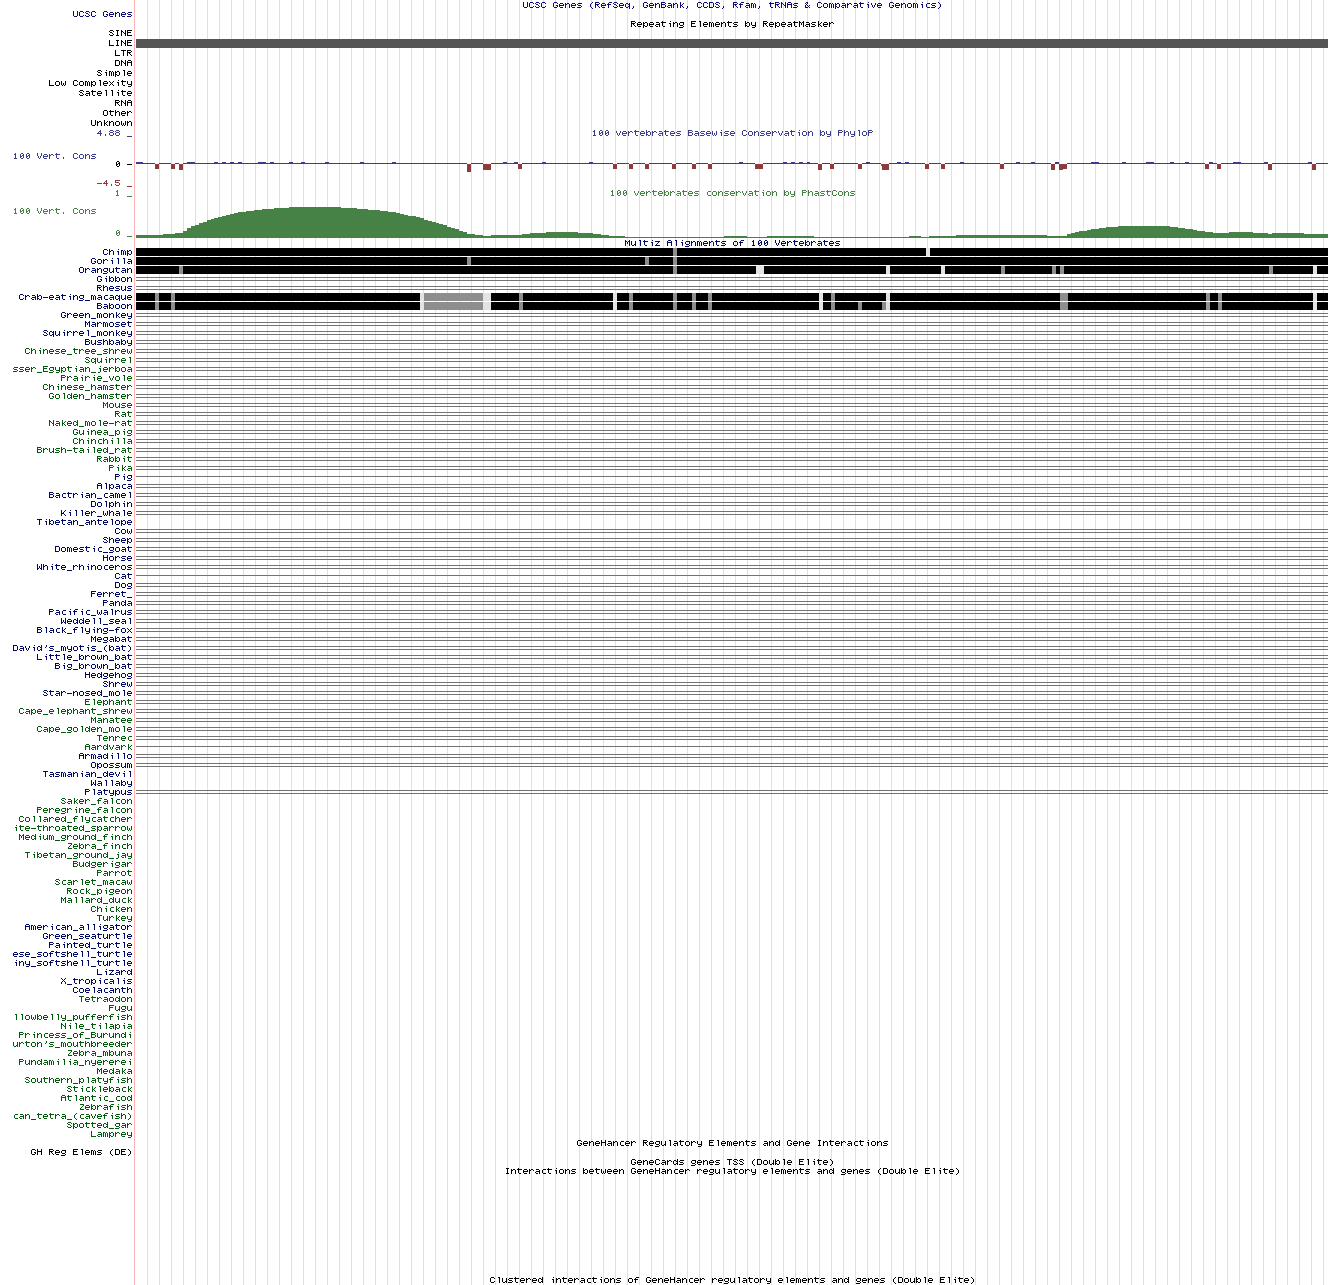 UCSC Genes (RefSeq, GenBank, CCDS, Rfam, tRNAs & Comparative Genomics)
UCSC Genes
Repeating Elements by RepeatMasker
SINE
LINE
LTR
DNA
Simple
Low Complexity
Satellite
RNA
Other
Unknown
4.88 _
100 vertebrates Basewise Conservation by PhyloP
100 Vert. Cons
0 _
-4.5 _
1 _
100 vertebrates conservation by PhastCons
100 Vert. Cons
0 _
Multiz Alignments of 100 Vertebrates
Chimp
Gorilla
Orangutan
Gibbon
Rhesus
Crab-eating_macaque
Baboon
Green_monkey
Marmoset
Squirrel_monkey
Bushbaby
Chinese_tree_shrew
Squirrel
sser_Egyptian_jerboa
Prairie_vole
Chinese_hamster
Golden_hamster
Mouse
Rat
Naked_mole-rat
Guinea_pig
Chinchilla
Brush-tailed_rat
Rabbit
Pika
Pig
Alpaca
Bactrian_camel
Dolphin
Killer_whale
Tibetan_antelope
Cow
Sheep
Domestic_goat
Horse
White_rhinoceros
Cat
Dog
Ferret_
Panda
Pacific_walrus
Weddell_seal
Black_flying-fox
Megabat
David's_myotis_(bat)
Little_brown_bat
Big_brown_bat
Hedgehog
Shrew
Star-nosed_mole
Elephant
Cape_elephant_shrew
Manatee
Cape_golden_mole
Tenrec
Aardvark
Armadillo
Opossum
Tasmanian_devil
Wallaby
Platypus
Saker_falcon
Peregrine_falcon
Collared_flycatcher
ite-throated_sparrow
Medium_ground_finch
Zebra_finch
Tibetan_ground_jay
Budgerigar
Parrot
Scarlet_macaw
Rock_pigeon
Mallard_duck
Chicken
Turkey
American_alligator
Green_seaturtle
Painted_turtle
ese_softshell_turtle
iny_softshell_turtle
Lizard
X_tropicalis
Coelacanth
Tetraodon
Fugu
llowbelly_pufferfish
Nile_tilapia
Princess_of_Burundi
urton's_mouthbreeder
Zebra_mbuna
Pundamilia_nyererei
Medaka
Southern_platyfish
Stickleback
Atlantic_cod
Zebrafish
can_tetra_(cavefish)
Spotted_gar
Lamprey
GeneHancer Regulatory Elements and Gene Interactions
GH Reg Elems (DE)
GeneCards genes TSS (Double Elite)
Interactions between GeneHancer regulatory elements and genes (Double Elite)
Clustered interactions of GeneHancer regulatory elements and genes (Double Elite)